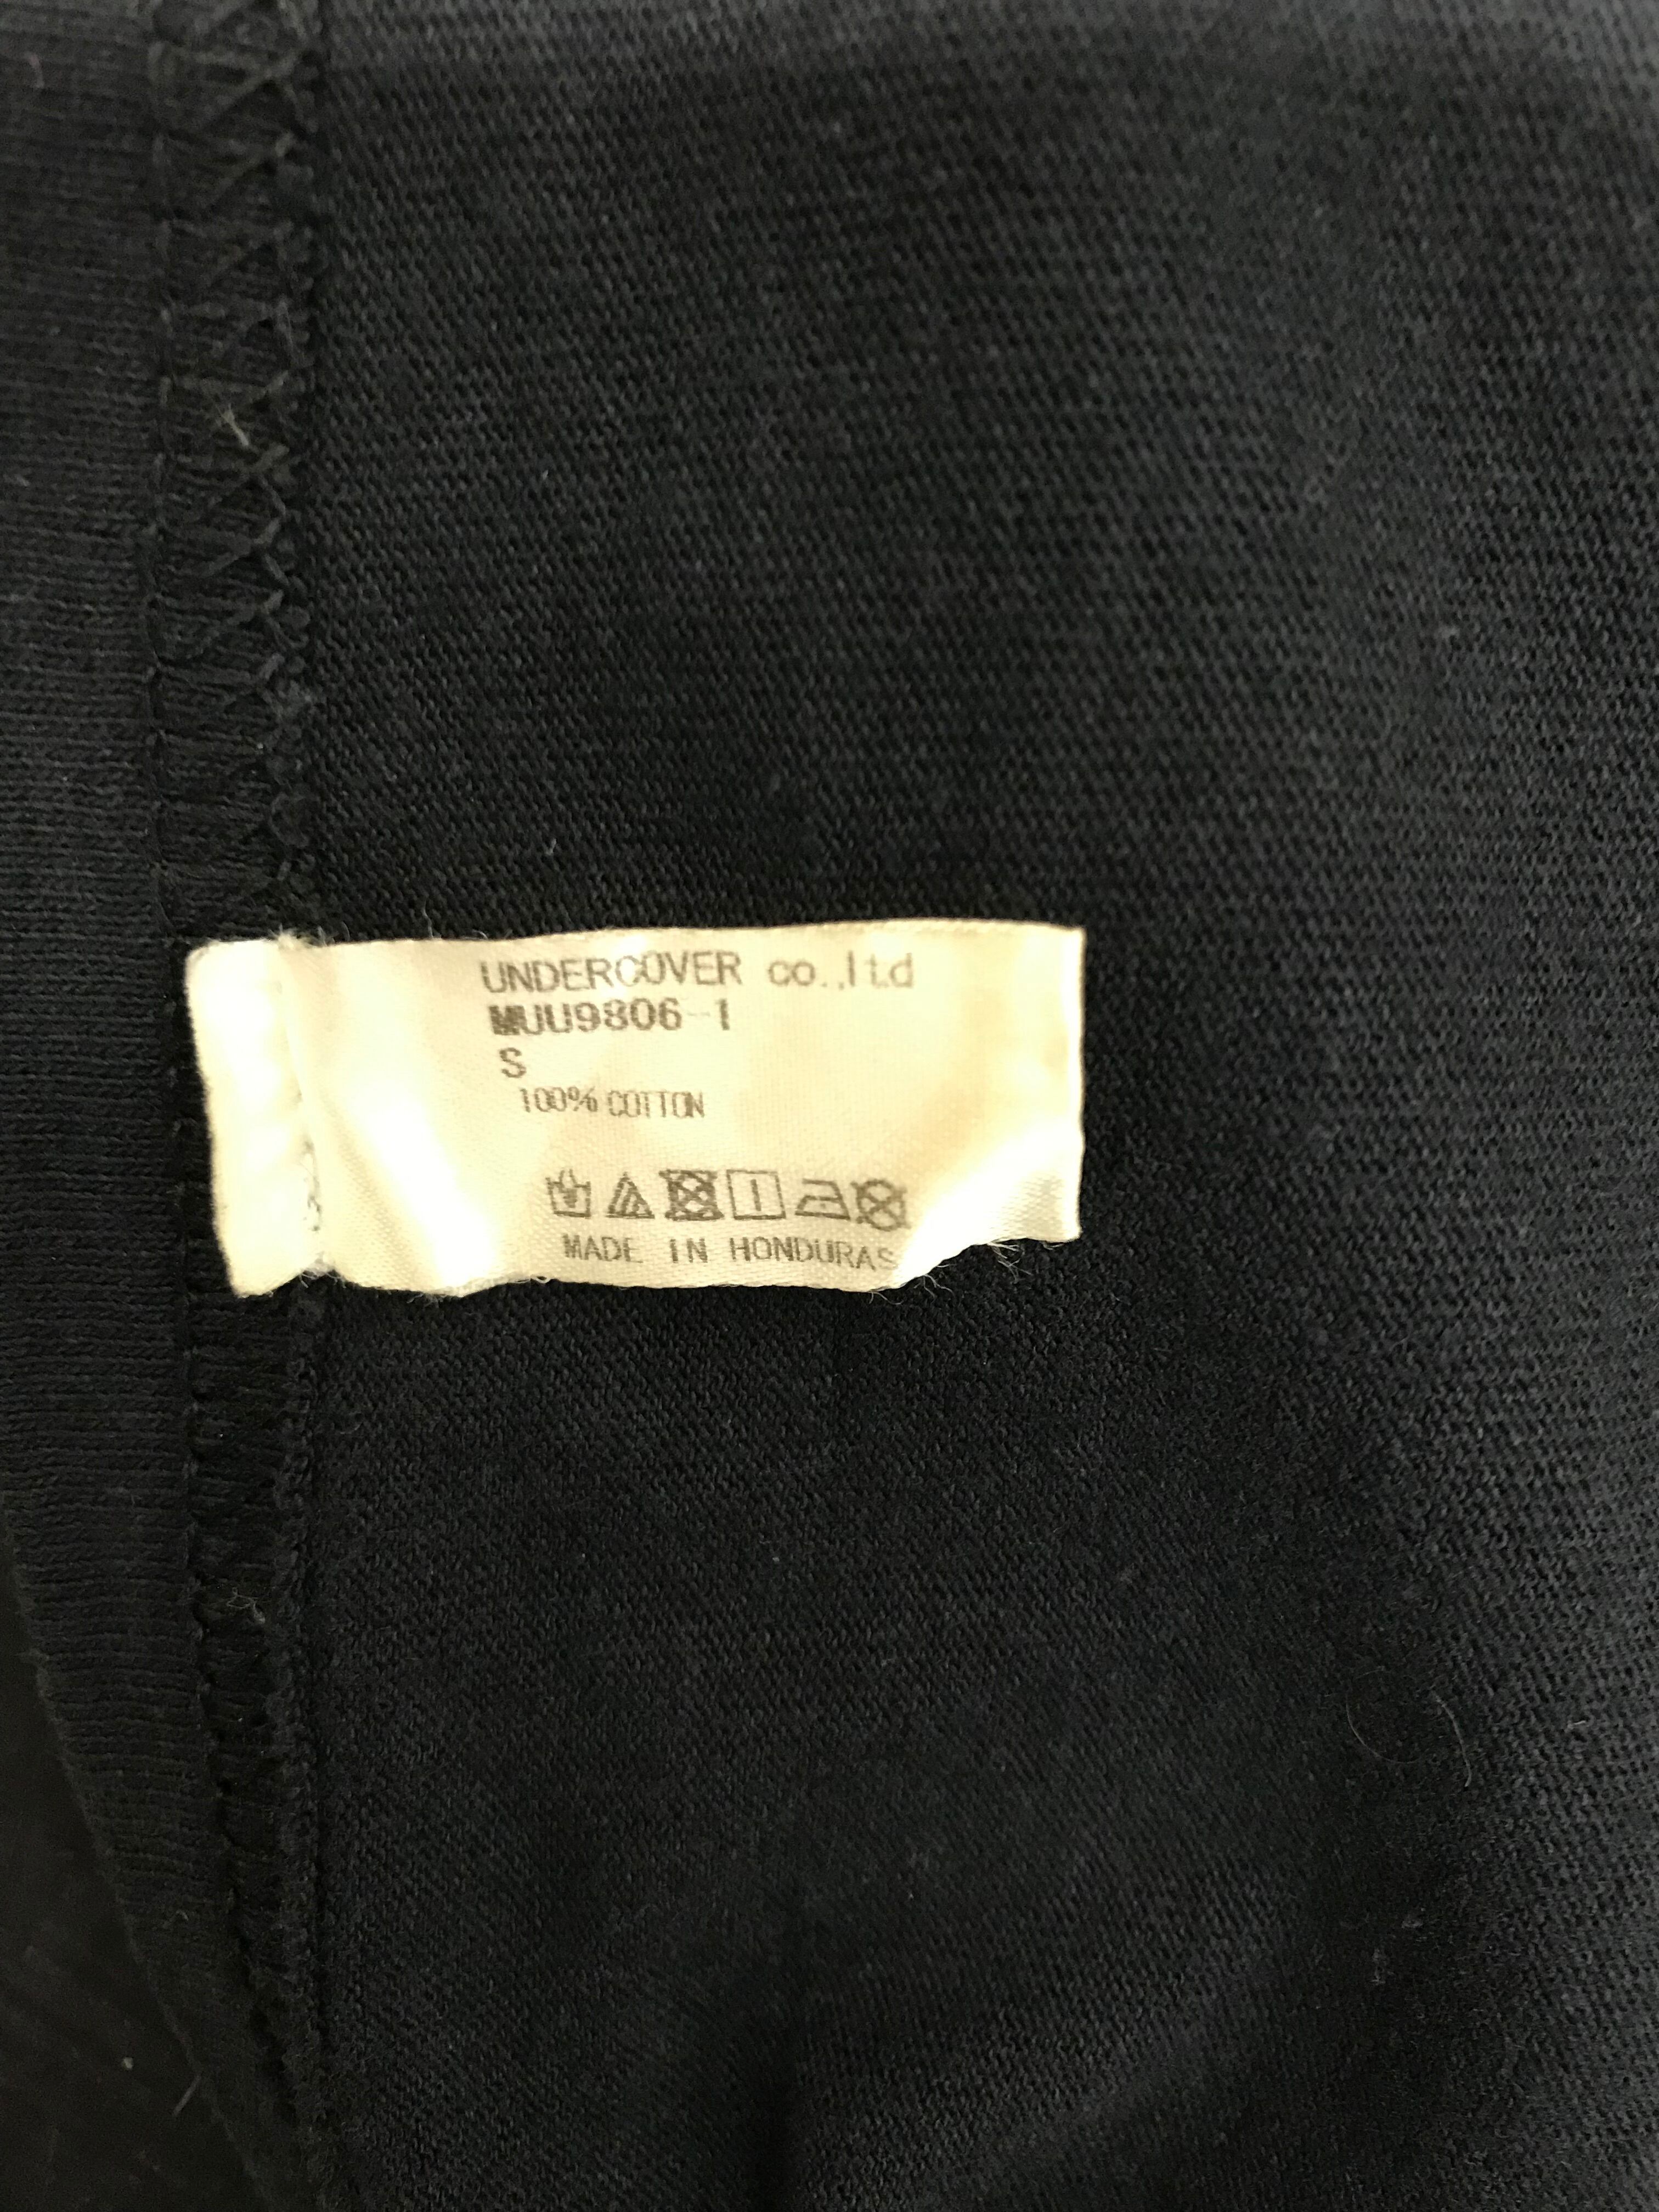 UNDERCOVER co.,ltd
MUU9806-1
S
100% COTTON
MADE IN HONDURAS